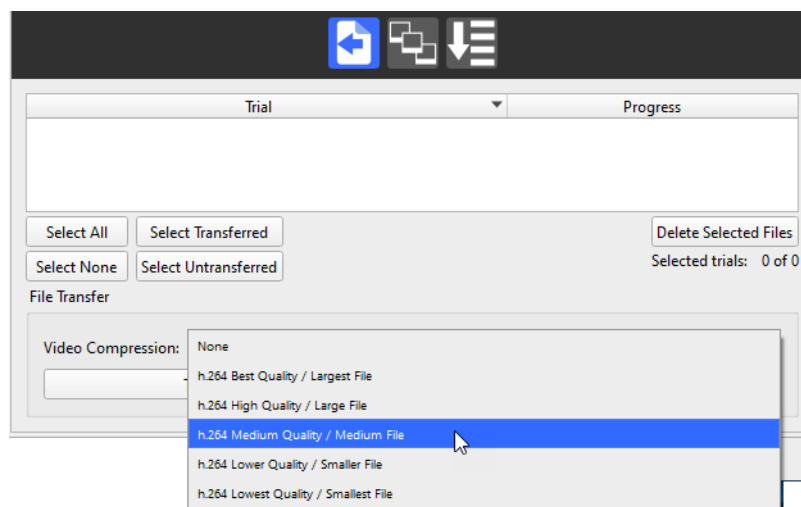 Trial Progress
Select All Select Transferred Delete Selected Files
Select None Select Untransferred Selected trials: 0 of 0
File Transfer
Video Compression:
None
h.264 Best Quality / Largest File
h.264 High Quality / Large File
h.264 Medium Quality / Medium File
h.264 Lower Quality / Smaller File
h.264 Lowest Quality / Smallest File